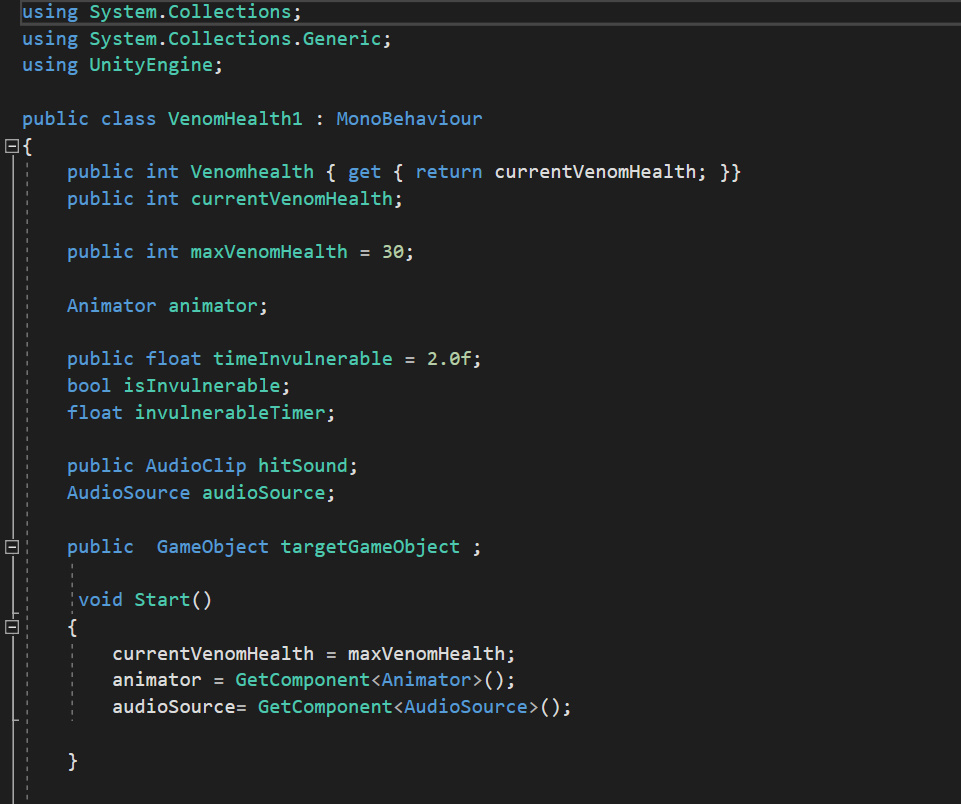 using System.Collections;
using System.Collections.Generic;
using UnityEngine;
public class VenomHealth1 : MonoBehaviour
{
public int Venomhealth { get { return currentVenomHealth; }}
public int currentVenomHealth;
public int maxVenomHealth = 30;
Animator animator;
public float timeInvulnerable = 2.0f;
bool isInvulnerable;
float invulnerableTimer;
public AudioClip hitSound;
AudioSource audioSource;
public  GameObject targetGameObject ;
void Start()
{
currentVenomHealth = maxVenomHealth;
animator = GetComponent<Animator>();
audioSource= GetComponent<AudioSource>();
}